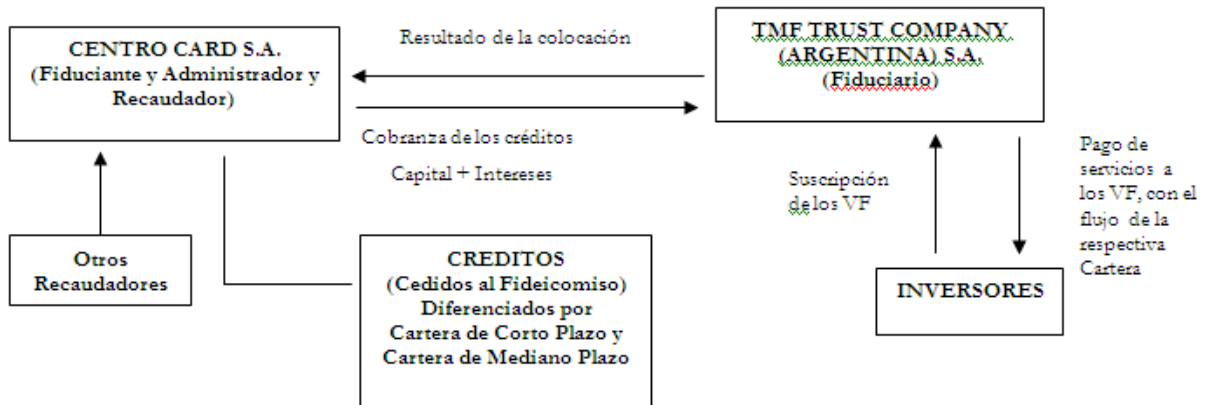 CENTRO CARD S.A.
(Fiduciante y Administrador y
Recaudador)
Resultado de la colocación
TMF TRUST COMPANY
(ARGENTINA) S.A.
(Fiduciario)
Cobranza de los créditos
Capital + Intereses
Suscripción
de los VF
Pago de
servicios a
los VF, con el
flujo de la
respectiva
Cartera
Otros
Recaudadores
CREDITOS
(Cedidos al Fideicomiso)
Diferenciados por
Cartera de Corto Plazo y
Cartera de Mediano Plazo
INVERSORES